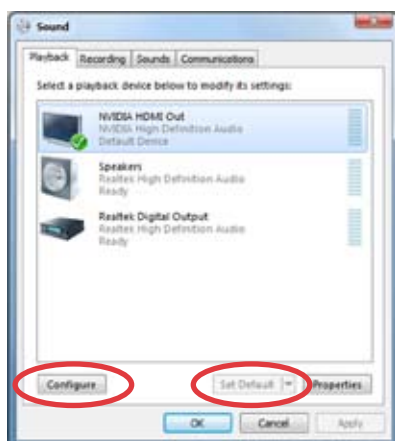 Sound
Playback Recording Sounds Communications
Select a playback device below to modify its settings:
NVIDIA HDMI Out
NVIDIA High Definition Audio
Default Device
Speakers
Realtek High Definition Audio
Ready
Realtek Digital Output
Realtek High Definition Audio
Ready
Configure Set Default Properties
OK Cancel Apply